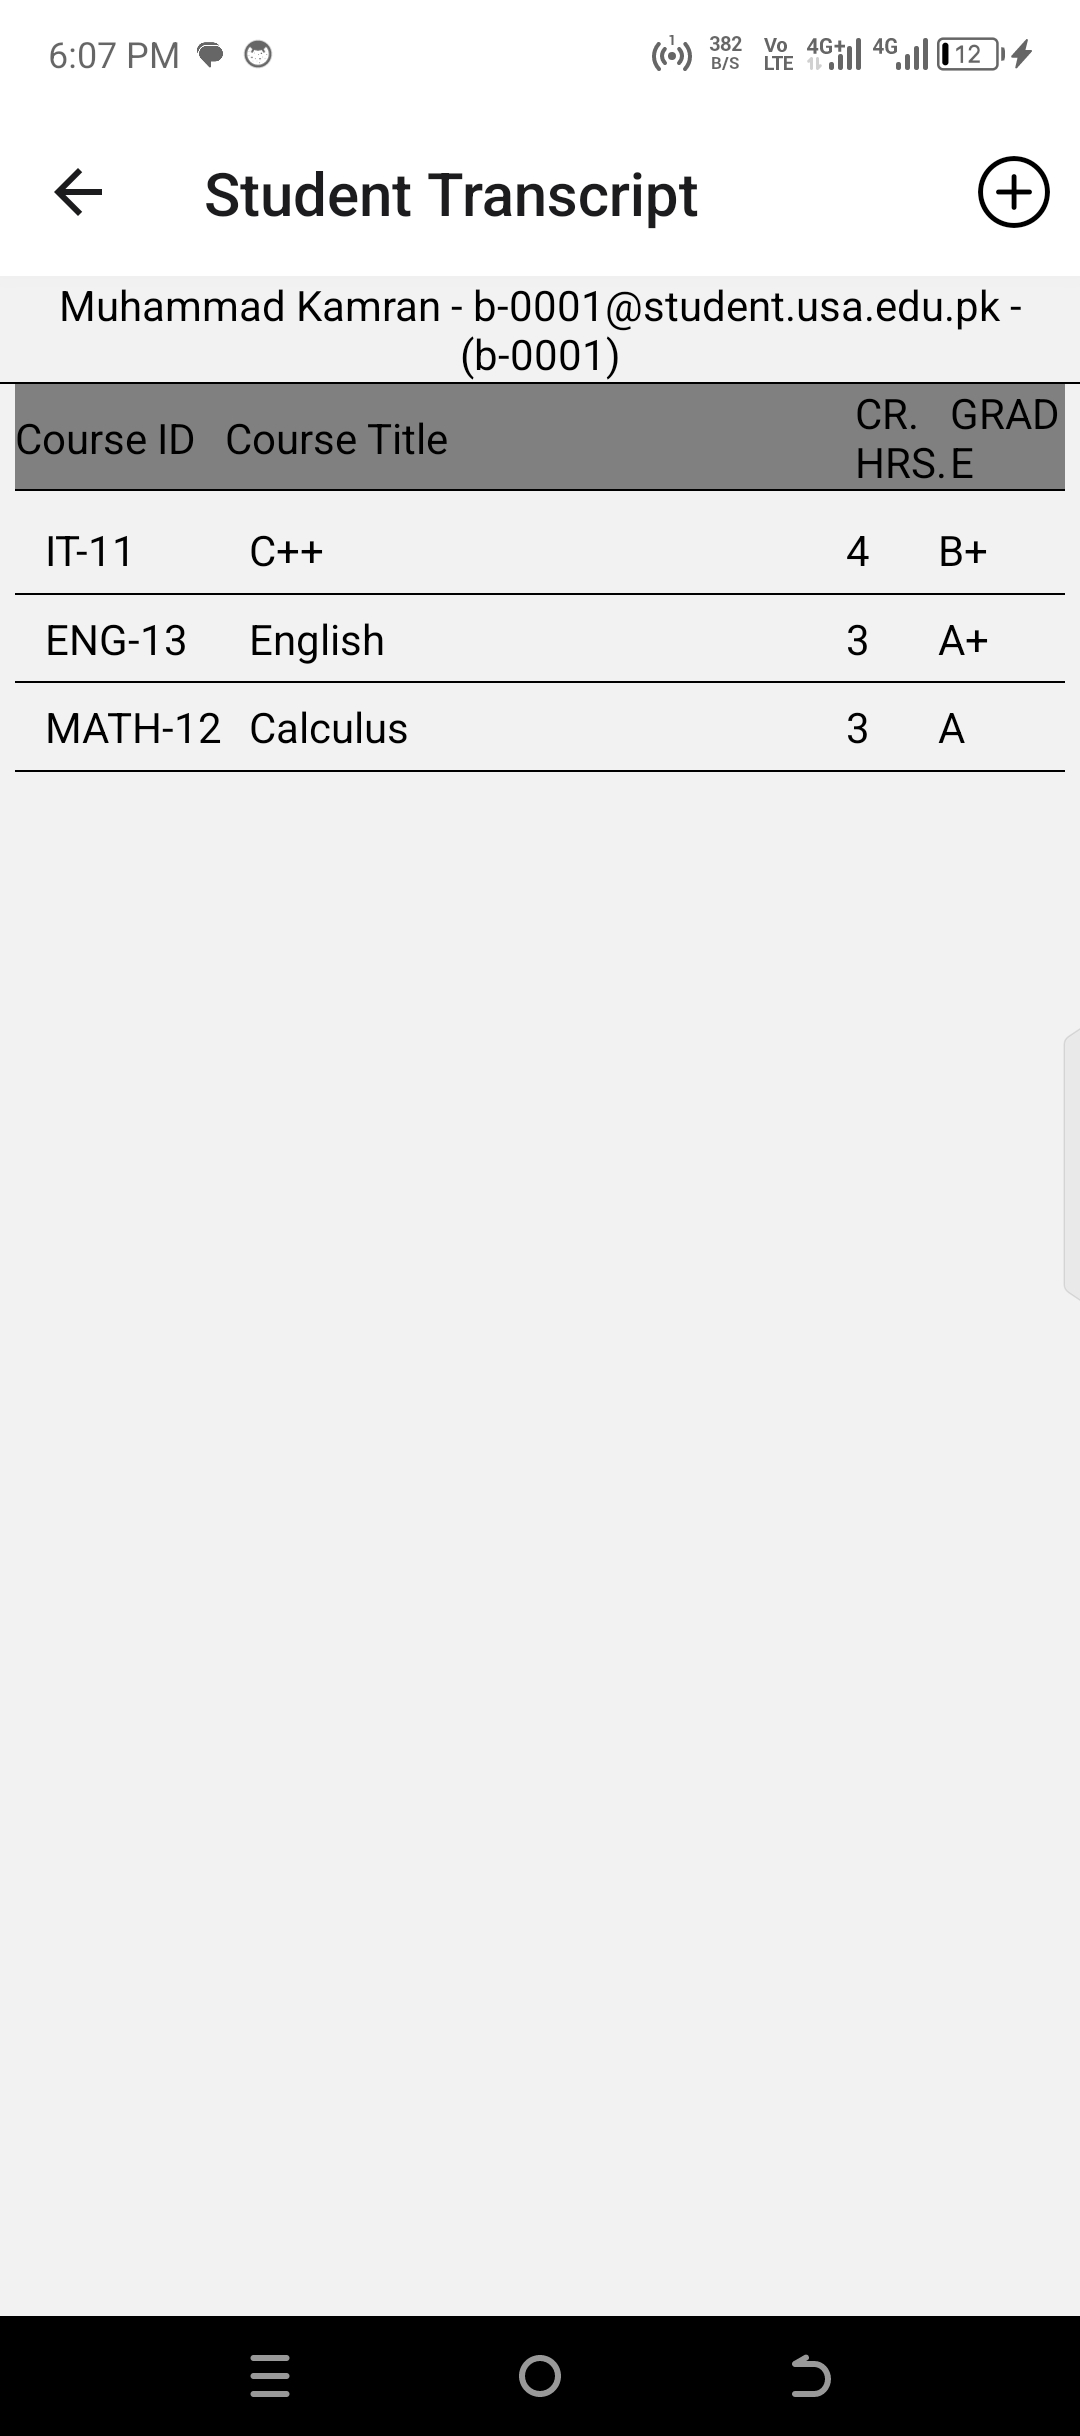 6:07 PM 1 382 B/S Vo LTE 4G+ 4G 12
Student Transcript
Muhammad Kamran - b-0001@student.usa.edu.pk -
(b-0001)
Course ID Course Title CR. HRS. GRAD
E
IT-11 C++ 4 B+
ENG-13 English 3 A+
MATH-12 Calculus 3 A